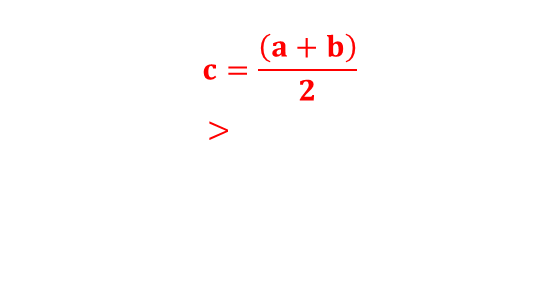 c = (a + b)/2
>